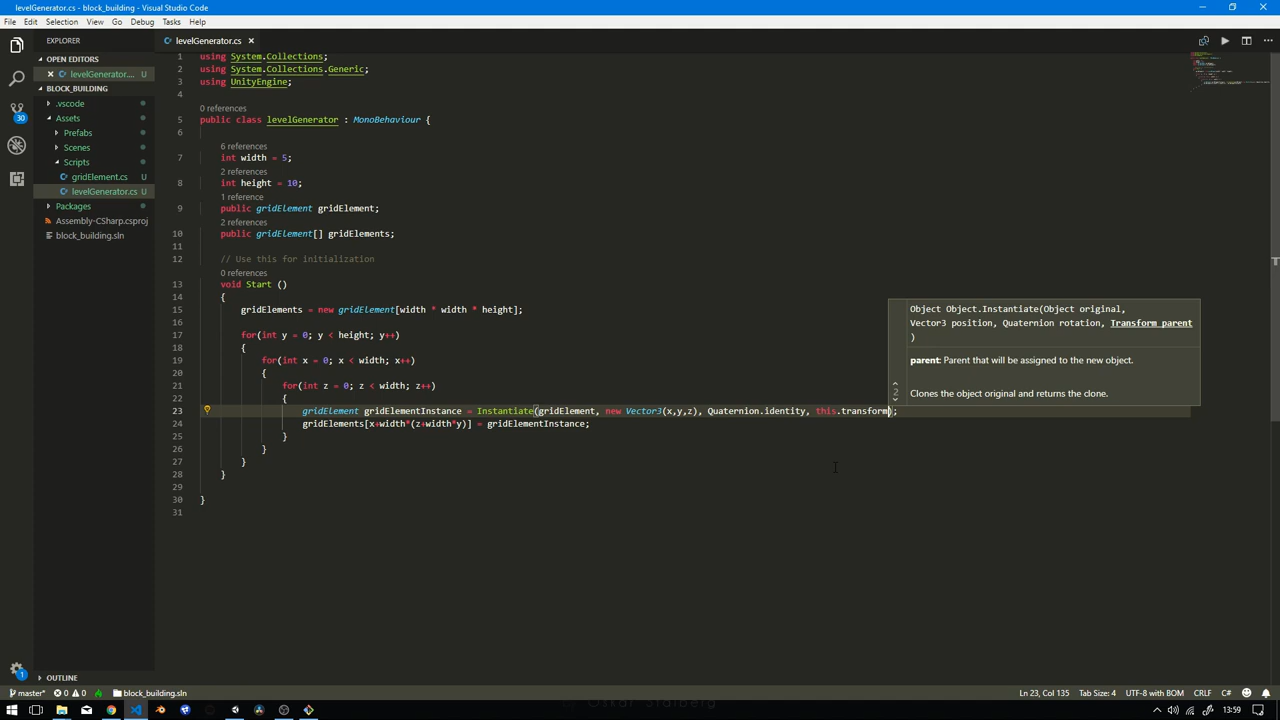 levelGenerator.cs - block_building - Visual Studio Code
File Edit Selection View Go Debug Tasks Help
EXPLORER
OPEN EDITORS
levelGenerator.... U
BLOCK_BUILDING
.vscode
Assets
Prefabs
Scenes
Scripts
gridElement.cs U
levelGenerator.cs U
Packages
Assembly-CSharp.csproj
block_building.sln
OUTLINE
30
1
levelGenerator.cs
1 using System.Collections;
2 using System.Collections.Generic;
3 using UnityEngine;
4
0 references
5 public class levelGenerator : MonoBehaviour {
6
6 references
7 int width = 5;
2 references
8 int height = 10;
1 reference
9 public gridElement gridElement;
2 references
10 public gridElement[] gridElements;
11
12 // Use this for initialization
0 references
13 void Start ()
14 {
15 gridElements = new gridElement[width * width * height];
16
17 for(int y = 0; y < height; y++)
18 {
19 for(int x = 0; x < width; x++)
20 {
21 for(int z = 0; z < width; z++)
22 {
23 gridElement gridElementInstance = Instantiate(gridElement, new Vector3(x,y,z), Quaternion.identity, this.transform);
24 gridElements[x+width*(z+width*y)] = gridElementInstance;
25 }
26 }
27 }
28 }
29
30 }
31
Object Object.Instantiate(Object original,
Vector3 position, Quaternion rotation, Transform parent
)
parent: Parent that will be assigned to the new object.
2
Clones the object original and returns the clone.
master* 0 0 block_building.sln
Ln 23, Col 135 Tab Size: 4 UTF-8 with BOM CRLF C#
Oskar Stålberg
13:59